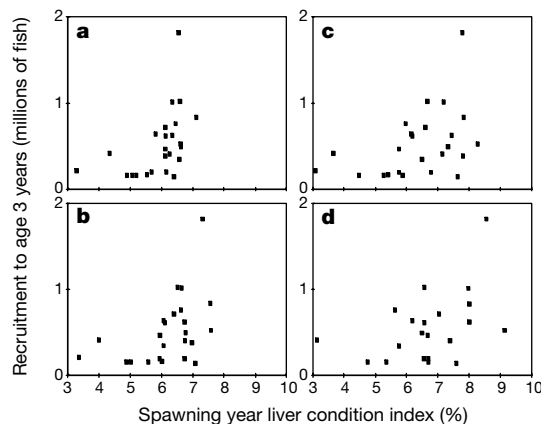 Recruitment to age 3 years (millions of fish)
2
a
c
1
0
2
b
d
1
0
3 4 5 6 7 8 9 10 3 4 5 6 7 8 9 10
Spawning year liver condition index (%)